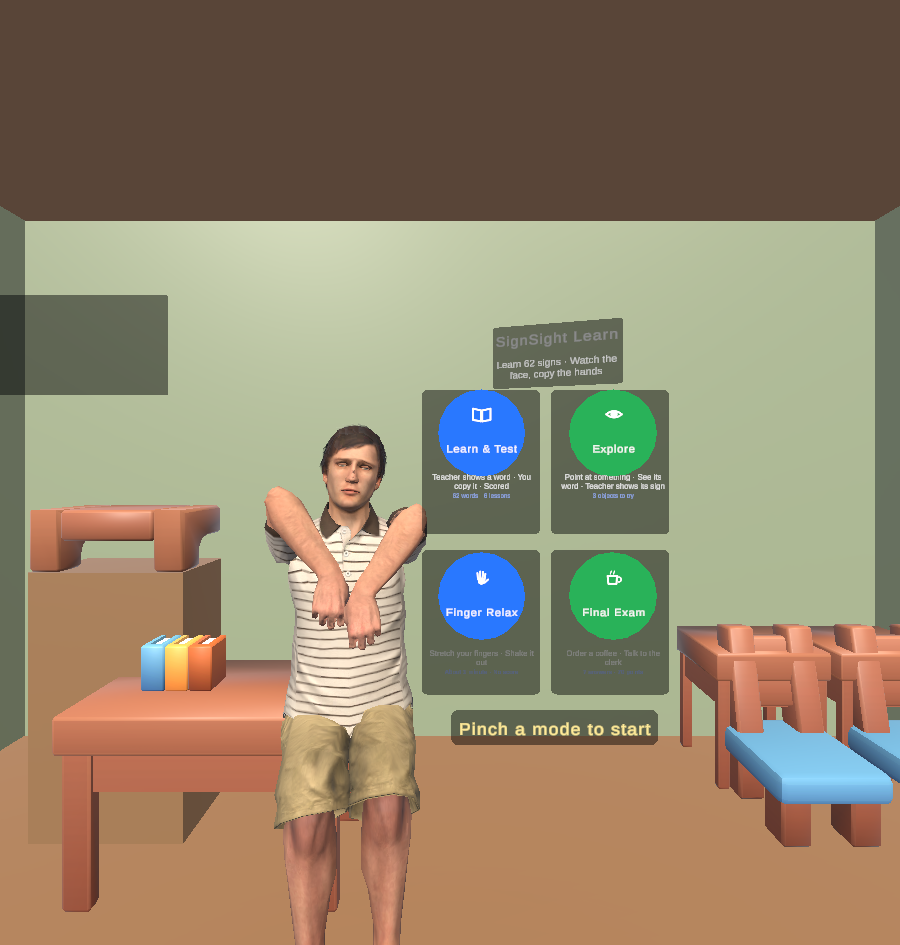 SignSight Learn
Learn 62 signs · Watch the
face, copy the hands
Learn & Test
Teacher shows a word · You
copy it · Scored
62 words · 6 lessons
Explore
Point at something · See its
word · Teacher shows its sign
8 objects to try
Finger Relax
Stretch your fingers · Shake it
out
Final Exam
Order a coffee · Talk to the
clerk
Pinch a mode to start